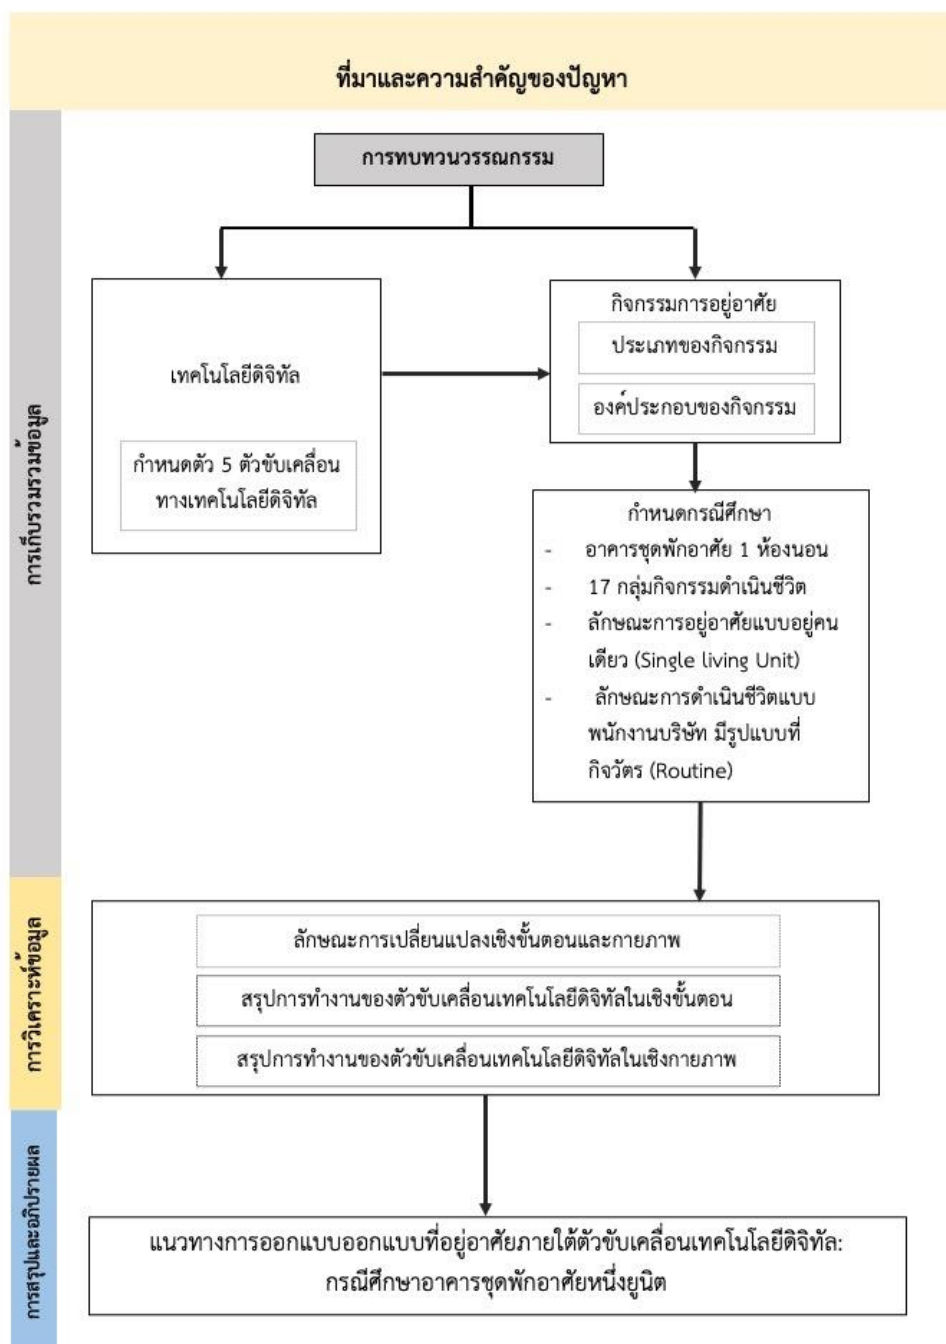 ที่มาและความสำคัญของปัญหา
การเก็บรวมรวมข้อมูล
การทบทวนวรรณกรรม
เทคโนโลยีดิจิทัล
กำหนดตัว 5 ตัวขับเคลื่อน
ทางเทคโนโลยีดิจิทัล
กิจกรรมการอยู่อาศัย
ประเภทของกิจกรรม
องค์ประกอบของกิจกรรม
กำหนดกรณีศึกษา
- อาคารชุดพักอาศัย 1 ห้องนอน
- 17 กลุ่มกิจกรรมดำเนินชีวิต
- ลักษณะการอยู่อาศัยแบบอยู่คน
เดียว (Single living Unit)
- ลักษณะการดำเนินชีวิตแบบ
พนักงานบริษัท มีรูปแบบที่
กิจวัตร (Routine)
การวิเคราะห์ข้อมูล
ลักษณะการเปลี่ยนแปลงเชิงขั้นตอนและกายภาพ
สรุปการทำงานของตัวขับเคลื่อนเทคโนโลยีดิจิทัลในเชิงขั้นตอน
สรุปการทำงานของตัวขับเคลื่อนเทคโนโลยีดิจิทัลในเชิงกายภาพ
การสรุปและอภิปรายผล
แนวทางการออกแบบออกแบบที่อยู่อาศัยภายใต้ตัวขับเคลื่อนเทคโนโลยีดิจิทัล:
กรณีศึกษาอาคารชุดพักอาศัยหนึ่งยูนิต